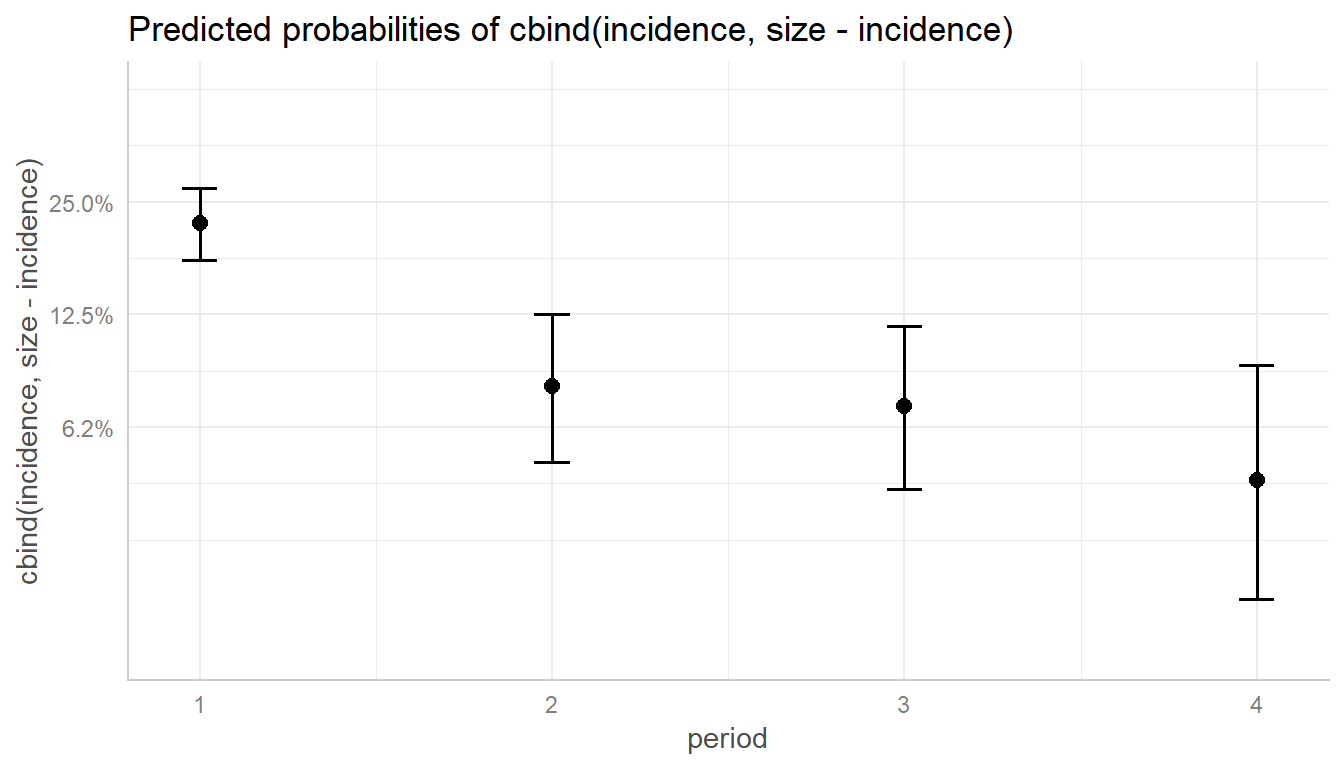 Predicted probabilities of cbind(incidence, size - incidence)
cbind(incidence, size - incidence)
25.0%
12.5%
6.2%
1
2
3
4
period